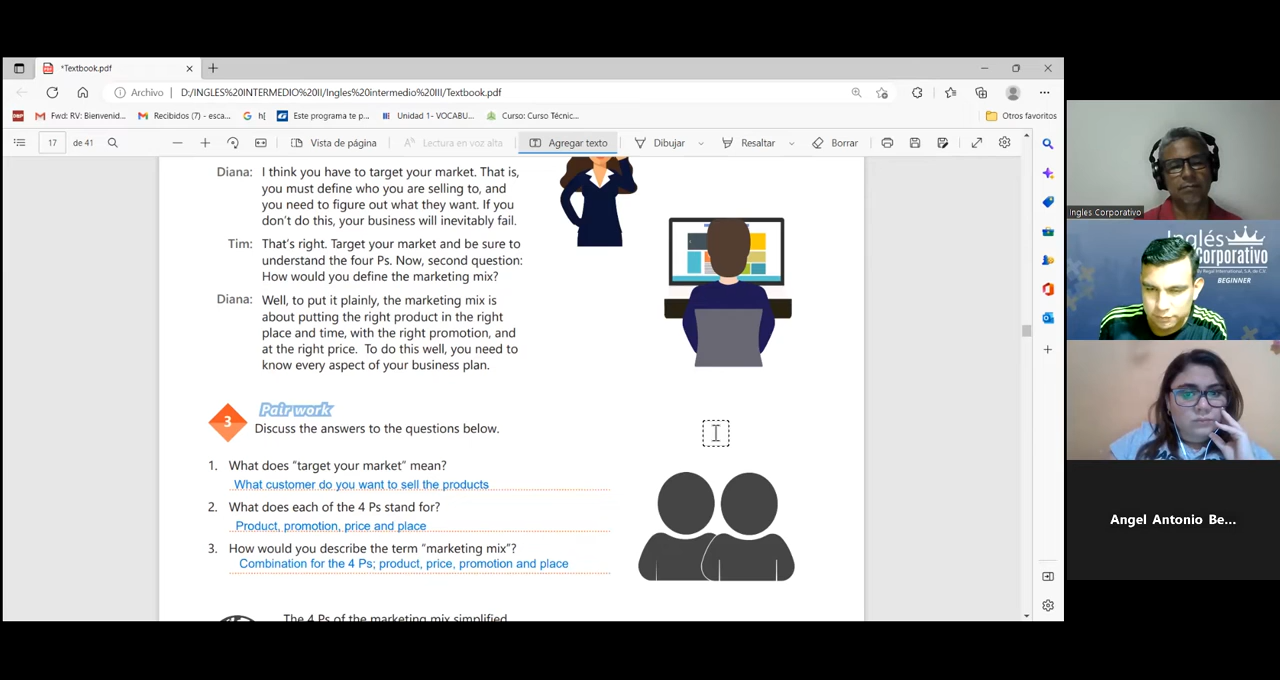 *Textbook.pdf
Archivo
D:/INGLES%20INTERMEDIO%20II/Ingles%20intermedio%20III/Textbook.pdf
Fwd: RV: Bienvenid...
Recibidos (7) - esca...
h[
Este programa te p...
Unidad 1- VOCABU...
Curso: Curso Técnic...
Otros favoritos
17
de 41
Vista de página
Lectura en voz alta
Agregar texto
Dibujar
Resaltar
Borrar
Diana: I think you have to target your market. That is,
you must define who you are selling to, and
you need to figure out what they want. If you
don't do this, your business will inevitably fail.
Tim: That's right. Target your market and be sure to
understand the four Ps. Now, second question:
How would you define the marketing mix?
Diana: Well, to put it plainly, the marketing mix is
about putting the right product in the right
place and time, with the right promotion, and
at the right price. To do this well, you need to
know every aspect of your business plan.
3 Pair work
Discuss the answers to the questions below.
1. What does "target your market" mean?
What customer do you want to sell the products
2. What does each of the 4 Ps stand for?
Product, promotion, price and place
3. How would you describe the term "marketing mix"?
Combination for the 4 Ps; product, price, promotion and place
The 4 Ps of the marketing mix simplified
Ingles Corporativo
Inglés
Corporativo
By Regal International, S.A. de C.V.
BEGINNER
Angel Antonio Be...